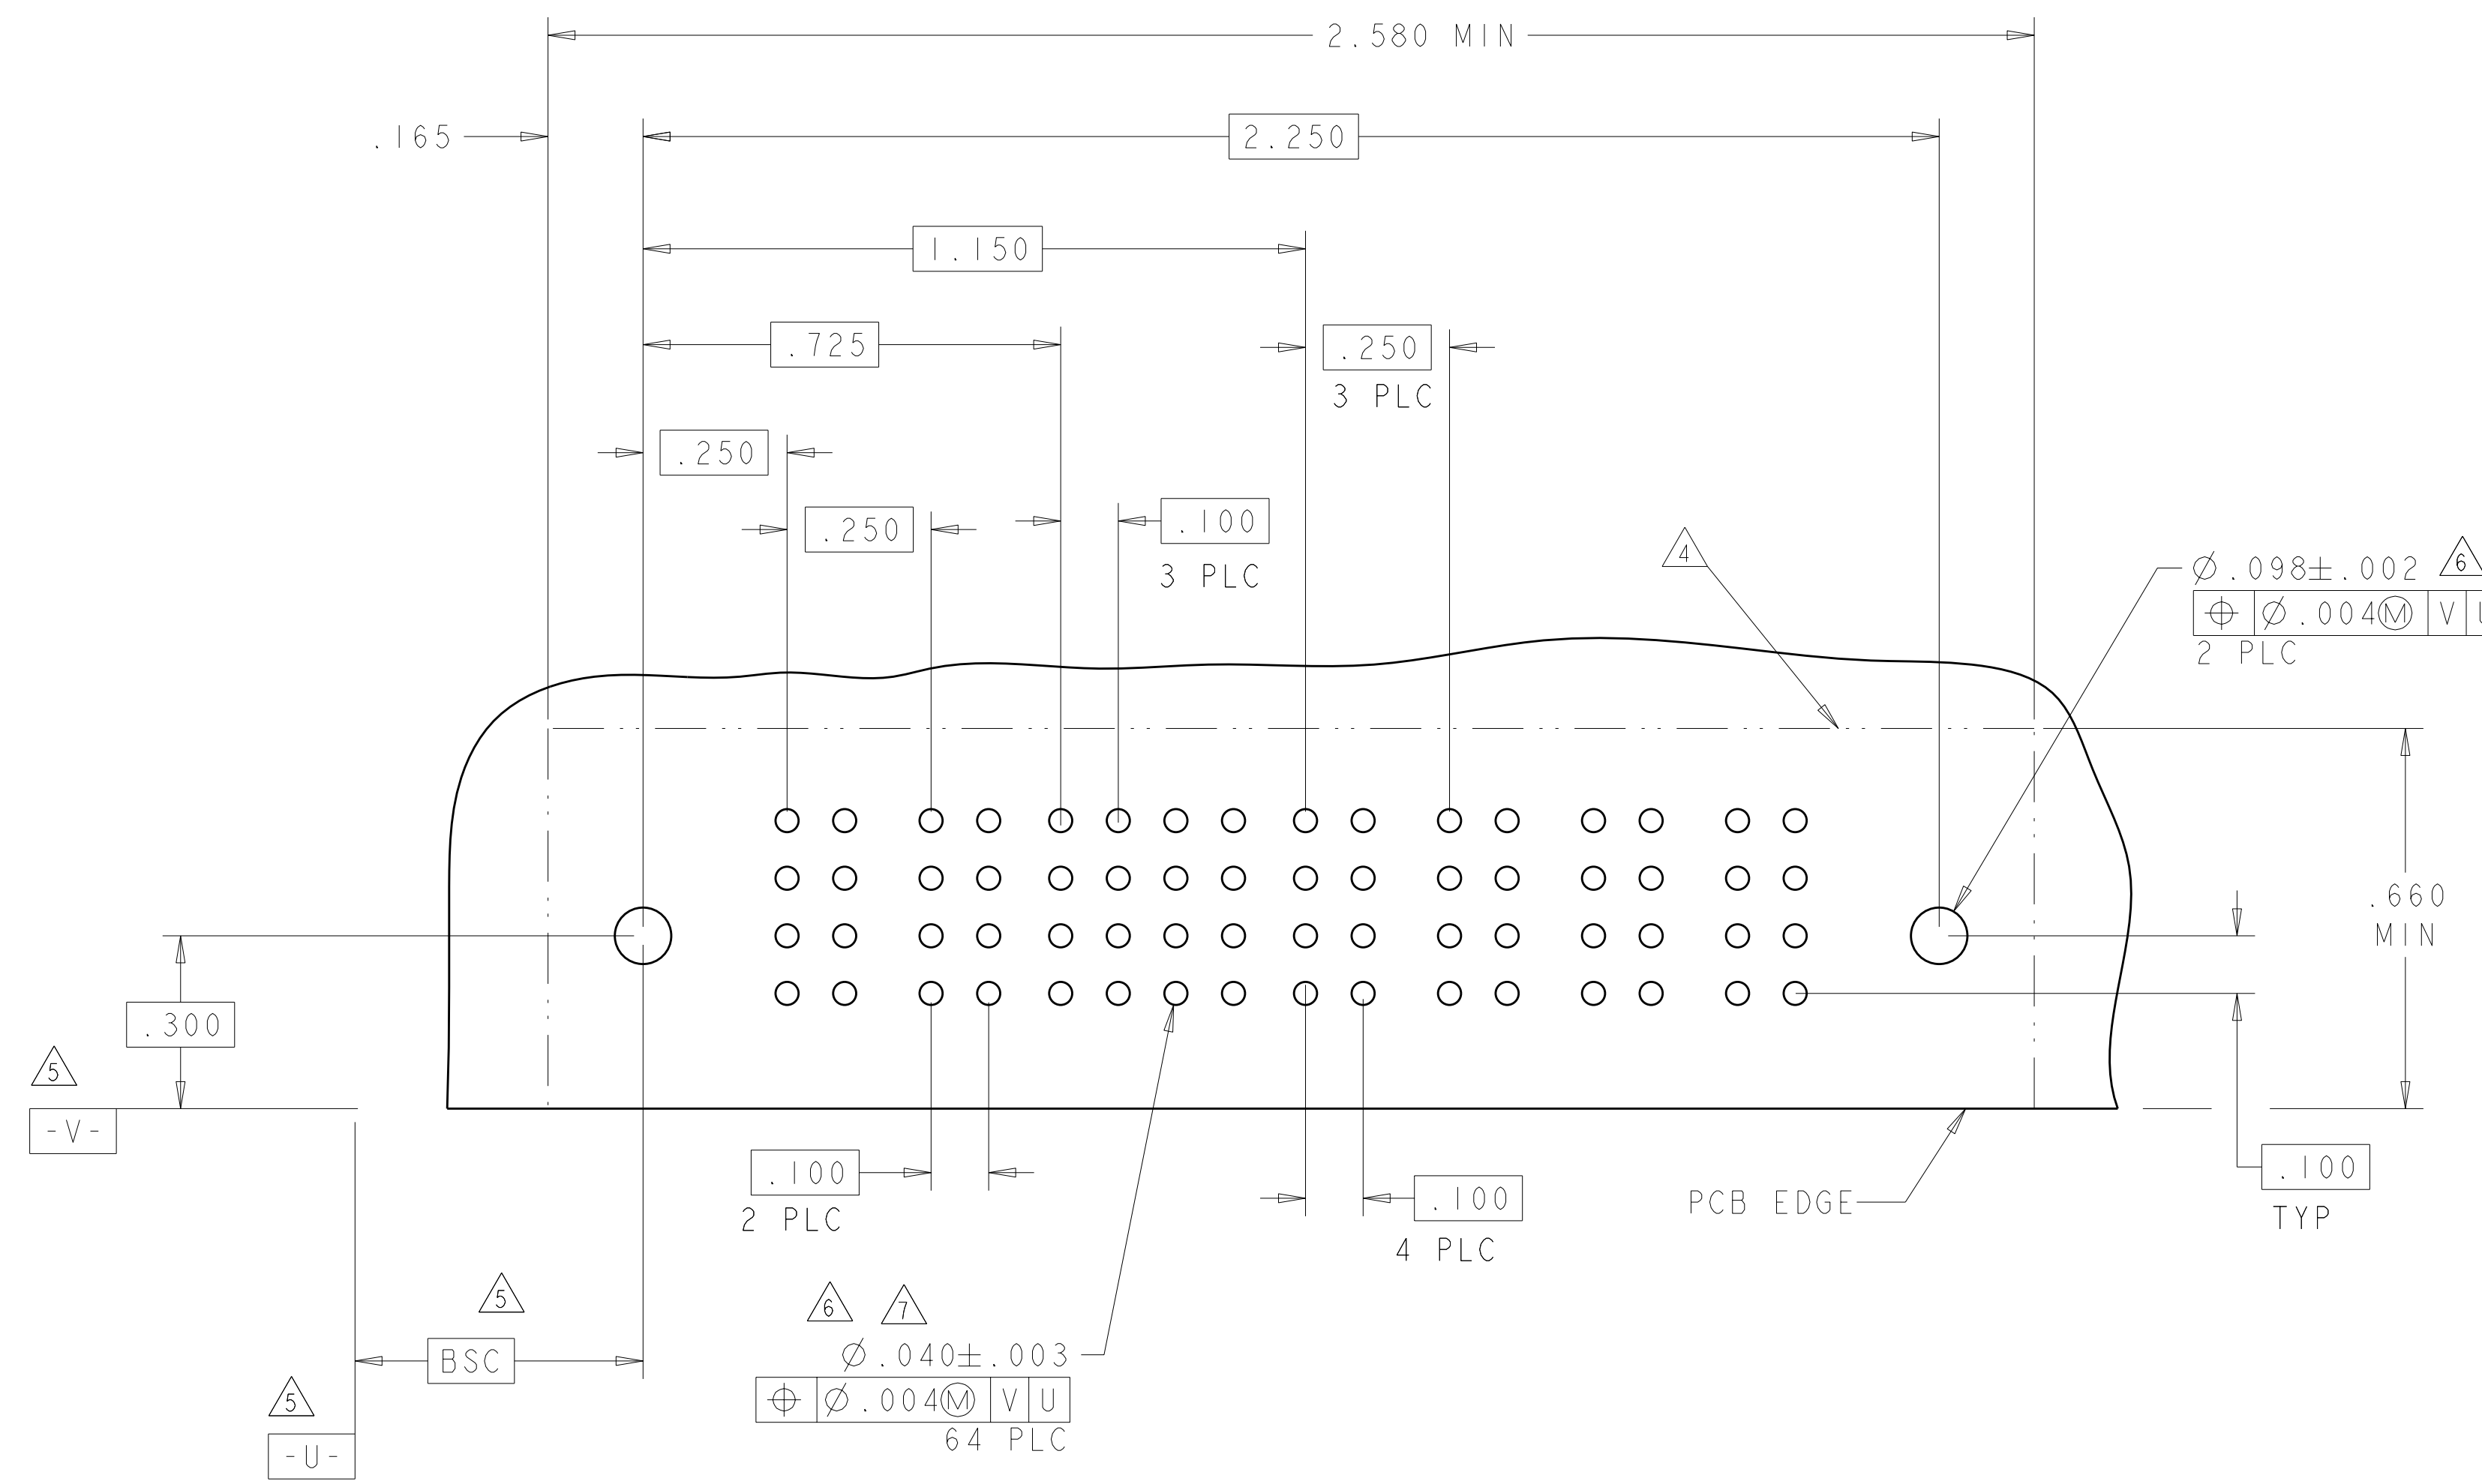 2.580 MIN
.165
2.250
1.150
.725
.250
3 PLC
.250
.250
.100
3 PLC
4
⌀.098±.002 6
⌖ ⌀.004Ⓜ V U
2 PLC
.660
MIN
.300
5
-V-
.100
2 PLC
.100
4 PLC
PCB EDGE
.100
TYP
5
BSC
6 7
⌀.040±.003
⌖ ⌀.004Ⓜ V U
64 PLC
5
-U-